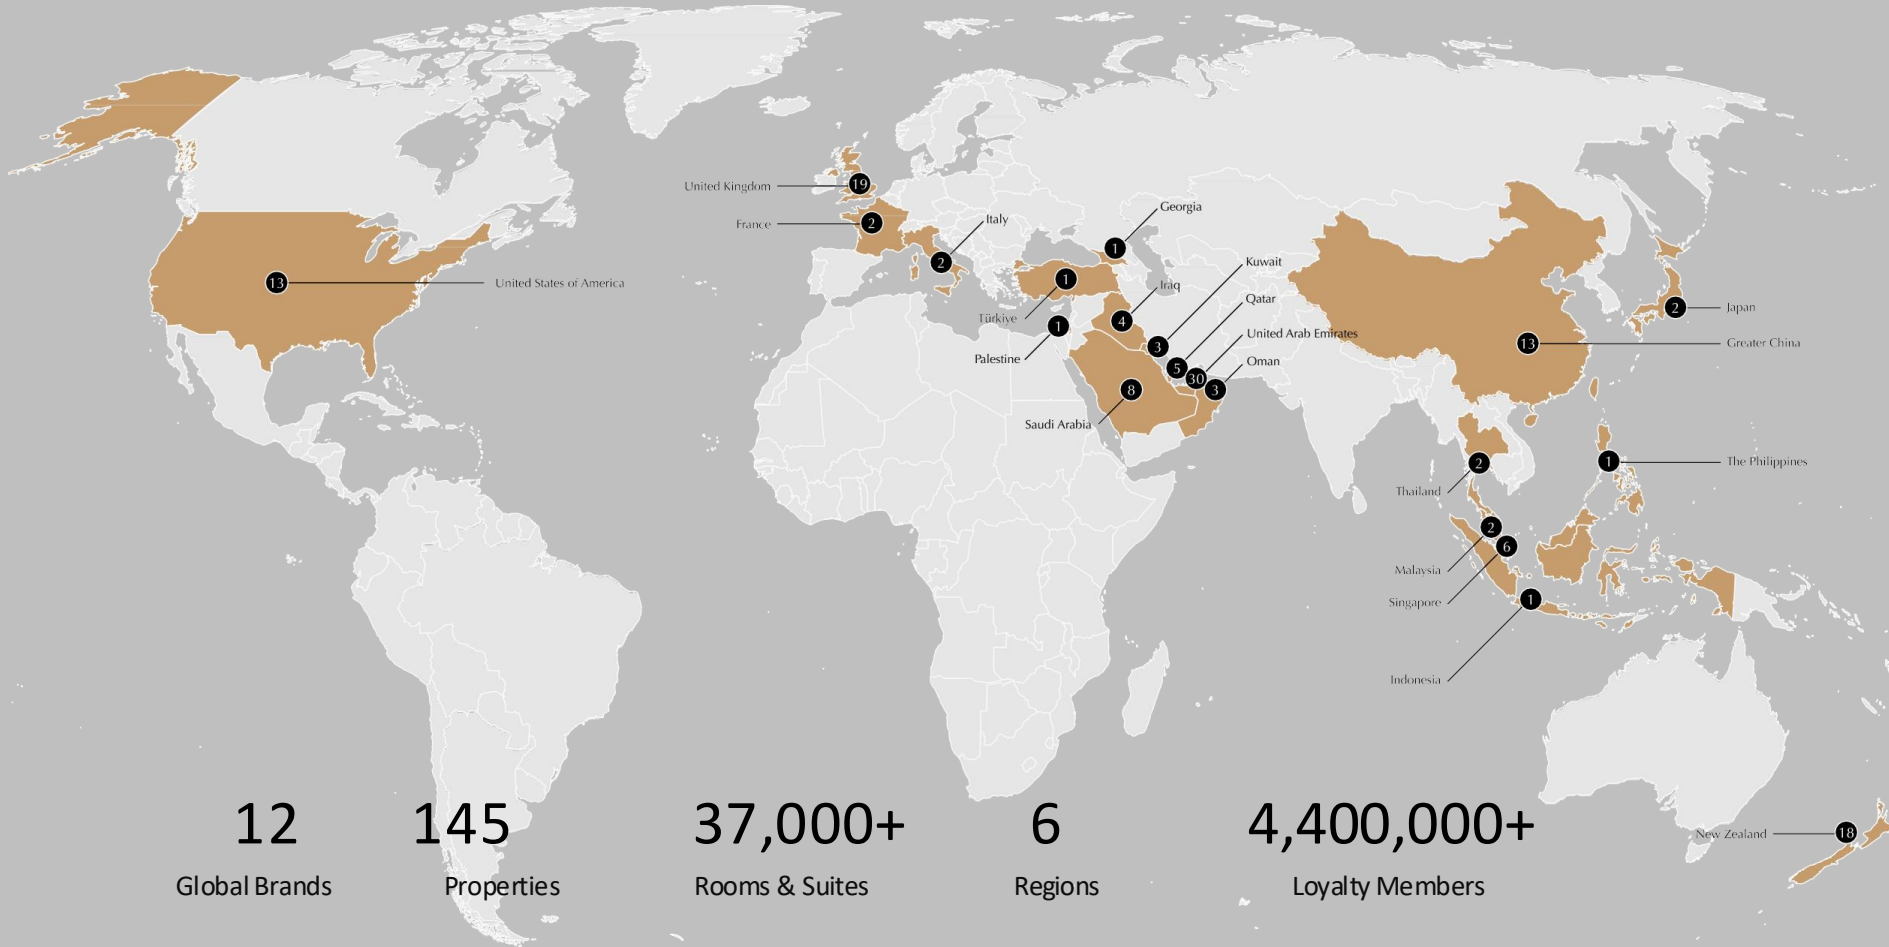 Georgia
United Kingdom
19
Italy
France
2
1
Kuwait
2
United States of America
13
1
Iraq
Qatar
Türkiye
4
Japan
2
1
United Arab Emirates
3
Greater China
13
Palestine
5
Oman
30
8
3
Saudi Arabia
The Philippines
1
2
Thailand
2
6
Malaysia
Singapore
1
Indonesia
New Zealand
18
12
145
37,000+
6
4,400,000+
Global Brands
Properties
Rooms & Suites
Regions
Loyalty Members